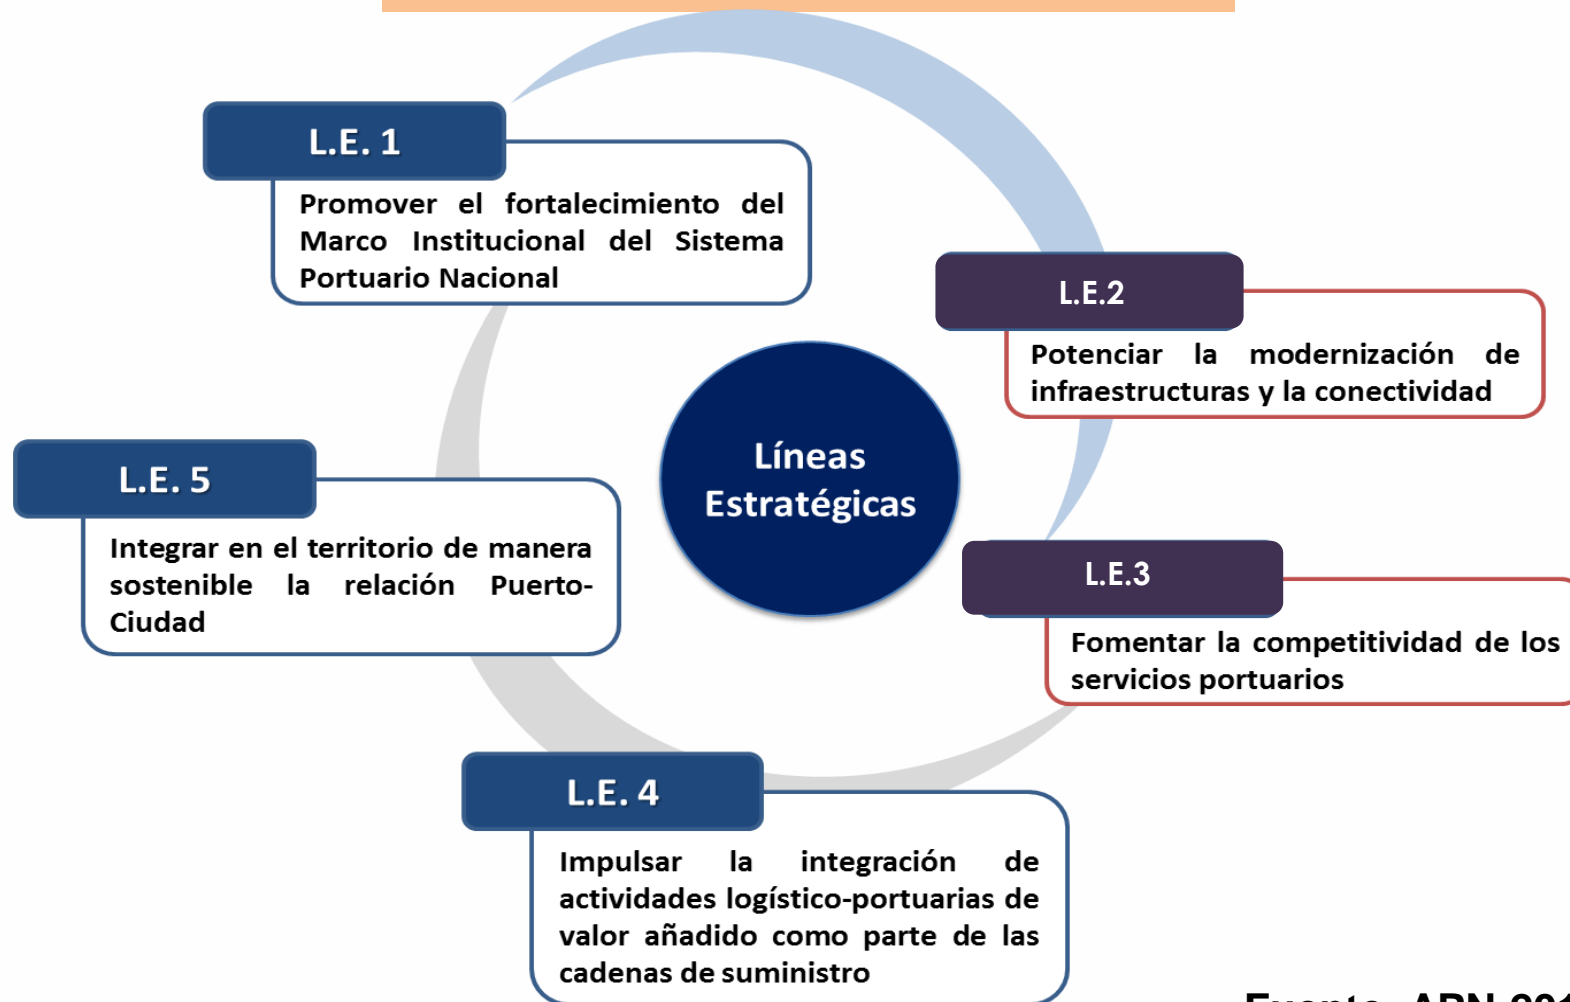 L.E. 1
Promover el fortalecimiento del
Marco Institucional del Sistema
Portuario Nacional
L.E.2
Potenciar la modernización de
infraestructuras y la conectividad
Líneas
Estratégicas
L.E.3
Fomentar la competitividad de los
servicios portuarios
L.E. 4
Impulsar la integración de
actividades logístico-portuarias de
valor añadido como parte de las
cadenas de suministro
L.E. 5
Integrar en el territorio de manera
sostenible la relación Puerto-
Ciudad